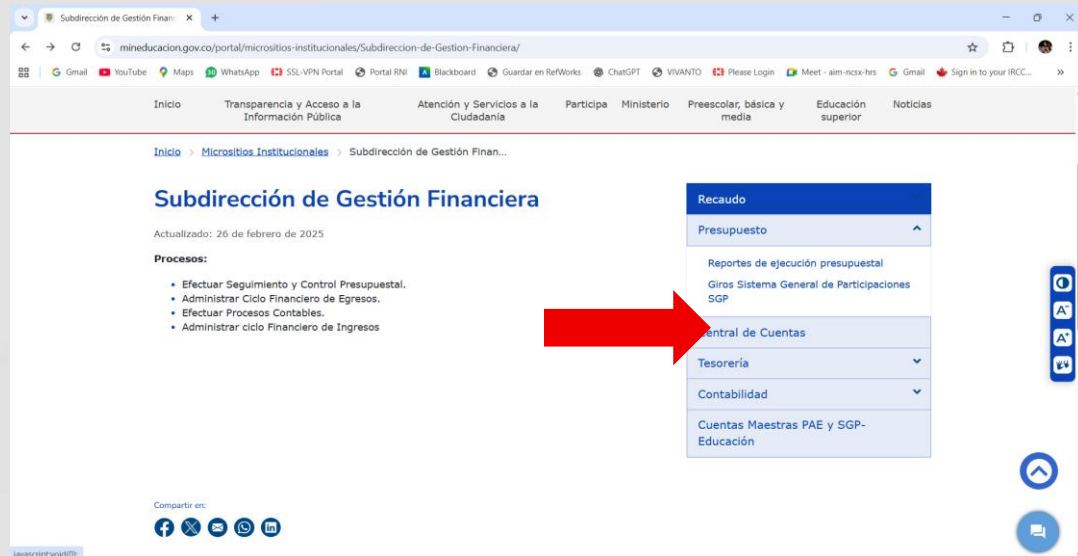 Subdirección de Gestión Finan
mineducacion.gov.co/portal/micrositios-institucionales/Subdireccion-de-Gestion-Financiera/
Gmail YouTube Maps WhatsApp SSL-VPN Portal Portal RNI Blackboard Guardar en RefWorks ChatGPT VIVANTO Please Login Meet - aim-ncsx-hrs Gmail Sign in to your IRCC...
Inicio Transparencia y Acceso a la Atención y Servicios a la Participa Ministerio Preescolar, básica y Educación Noticias
Información Pública Ciudadanía media superior
Inicio > Micrositios Institucionales > Subdirección de Gestión Finan...
Subdirección de Gestión Financiera
Actualizado: 26 de febrero de 2025
Procesos:
• Efectuar Seguimiento y Control Presupuestal.
• Administrar Ciclo Financiero de Egresos.
• Efectuar Procesos Contables.
• Administrar ciclo Financiero de Ingresos
Recaudo
Presupuesto
Reportes de ejecución presupuestal
Giros Sistema General de Participaciones
SGP
Central de Cuentas
Tesorería
Contabilidad
Cuentas Maestras PAE y SGP-
Educación
A-
A+
Compartir en:
javascript:void(0);